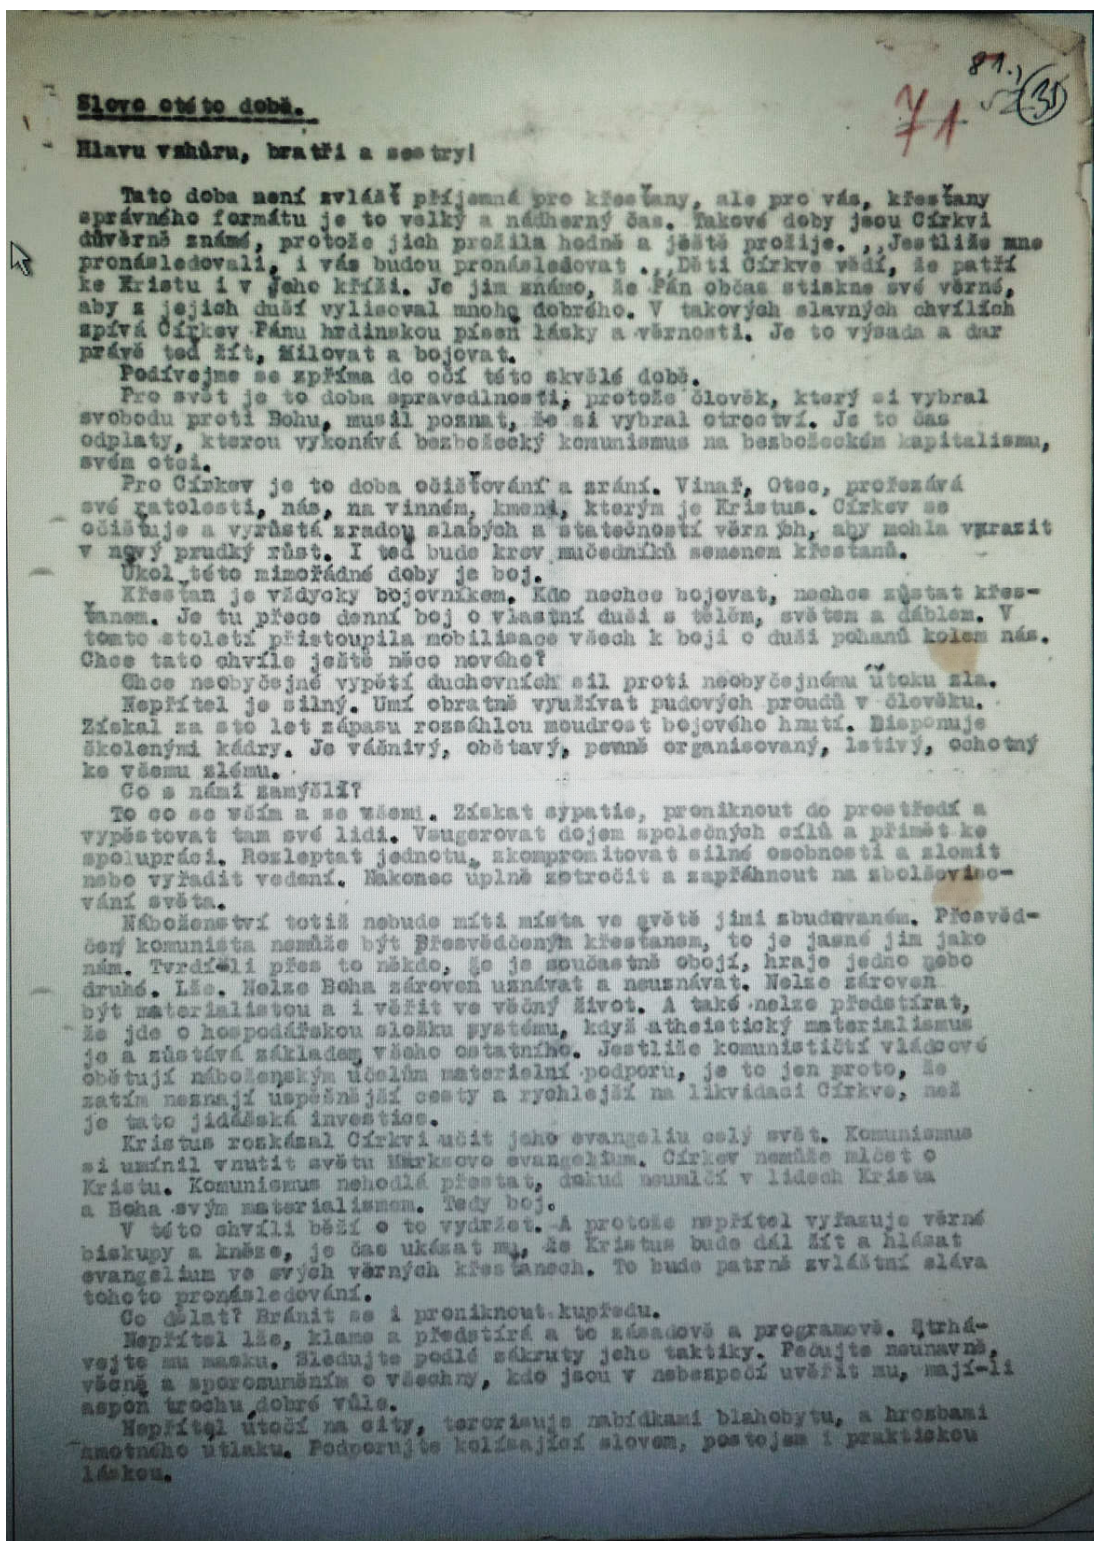 81.,
71
31
Slovo otéto době.
Hlavu vzhůru, bratři a sestry!
Tato doba není zvlášť příjemná pro křesťany, ale pro vás, křesťany
správného formátu je to velký a nádherný čas. Takové doby jsou Církvi
důvěrně známé, protože jich prožila hodně a ještě prožije. ,,Jestliže mne
pronásledovali, i vás budou pronásledovat .,,Děti Církve vědí, že patří
ke Kristu i v Jeho kříži. Je jim známo, že Pán občas stiskne své věrné,
aby z jejich duší vylisoval mnoho dobrého. V takových slavných chvílích
zpívá Církev Pánu hrdinskou píseň lásky a věrnosti. Je to výsada a dar
právě teď žít, Milovat a bojovat.
Podívejme se zpříma do očí této skvělé době.
Pro svět je to doba spravedlnosti, protože člověk, který si vybral
svobodu proti Bohu, musil poznat, že si vybral otroctví. Je to čas
odplaty, kterou vykonává bezbožecký komunismus na bezbožeckém kapitalismu,
svém otci.
Pro Církev je to doba očišťování a zrání. Vinař, Otec, prořezává
své ratolesti, nás, na vinném, kmeni, kterým je Kristus. Církev se
očišťuje a vyrůstá zradou slabých a statečností věrných, aby mohla vyrazit
v nový prudký růst. I teď bude krev mučedníků semenem křesťanů.
Úkol této mimořádné doby je boj.
Křesťan je vždycky bojovníkem. Kdo nechce bojovat, nechce zůstat křes-
ťanem. Je tu přece denní boj o vlastní duši s tělem, světem a ďáblem. V
tomto století přistoupila mobilisace všech k boji o duši pohanů kolem nás.
Chce tato chvíle ještě něco nového?
Chce neobyčejné vypětí duchovních sil proti neobyčejnému útoku zla.
Nepřítel je silný. Umí obratně využívat pudových proudů v člověku.
Získal za sto let zápasu rozsáhlou moudrost bojového hnutí. Disponuje
školenými kádry. Je vášnivý, obětavý, pevně organisovaný, lstivý, ochotný
ke všemu zlému.
Co s námi zamýšlí?
To co se vším a se všemi. Získat sypatie, proniknout do prostředí a
vypěstovat tam své lidi. Vsugerovat dojem společných cílů a přimět ke
spolupráci. Rozleptat jednotu, zkompromitovat silné osobnosti a zlomit
nebo vyřadit vedení. Nakonec úplně zotročit a zapřáhnout na zbolševiso-
vání světa.
Náboženství totiž nebude míti místa ve světě jimi zbudovaném. Přesvěd-
čený komunista nemůže být přesvědčeným křesťanem, to je jasné jim jako
nám. Tvrdí-li přes to někdo, že je součastně obojí, hraje jedno nebo
druhé. Lže. Nelze Boha zároveň uznávat a neuznávat. Nelze zároveň
být materialistou a i věřit ve věčný život. A také nelze předstírat,
že jde o hospodářskou složku systému, když atheistický materialismus
je a zůstává základem všeho ostatního. Jestliže komunističtí vládcové
obětují náboženským účelům materielní podporu, je to jen proto, že
zatím neznají úspěšnější cesty a rychlejší na likvidaci Církve, než
je tato jidášská investice.
Kristus rozkázal Církvi učit jeho evangeliu celý svět. Komunismus
si umínil vnutit světu Marksovo evangelium. Církev nemůže mlčet o
Kristu. Komunismus nehodlá přestat, dokud neumlčí v lidech Krista
a Boha svým materialismem. Tedy boj.
V této chvíli běží o to vydržet. A protože nepřítel vyřazuje věrné
biskupy a kněze, je čas ukázat mu, že Kristus bude dál žít a hlásat
evangelium ve svých věrných křesťanech. To bude patrně zvláštní sláva
tohoto pronásledování.
Co dělat? Bránit se i proniknout kupředu.
Nepřítel lže, klame a předstírá a to zásadově a programově. Strhá-
vejte mu masku. Sledujte podlé zákruty jeho taktiky. Pečujte neunavně,
věcně a sporozuměním o všechny, kdo jsou v nebezpečí uvěřit mu, mají-li
aspoň trochu dobré vůle.
Nepřítel útočí na city, terorisuje nabídkami blahobytu, a hrozbami
hmotného útlaku. Podporujte kolísající slovem, postojem i praktickou
láskou.